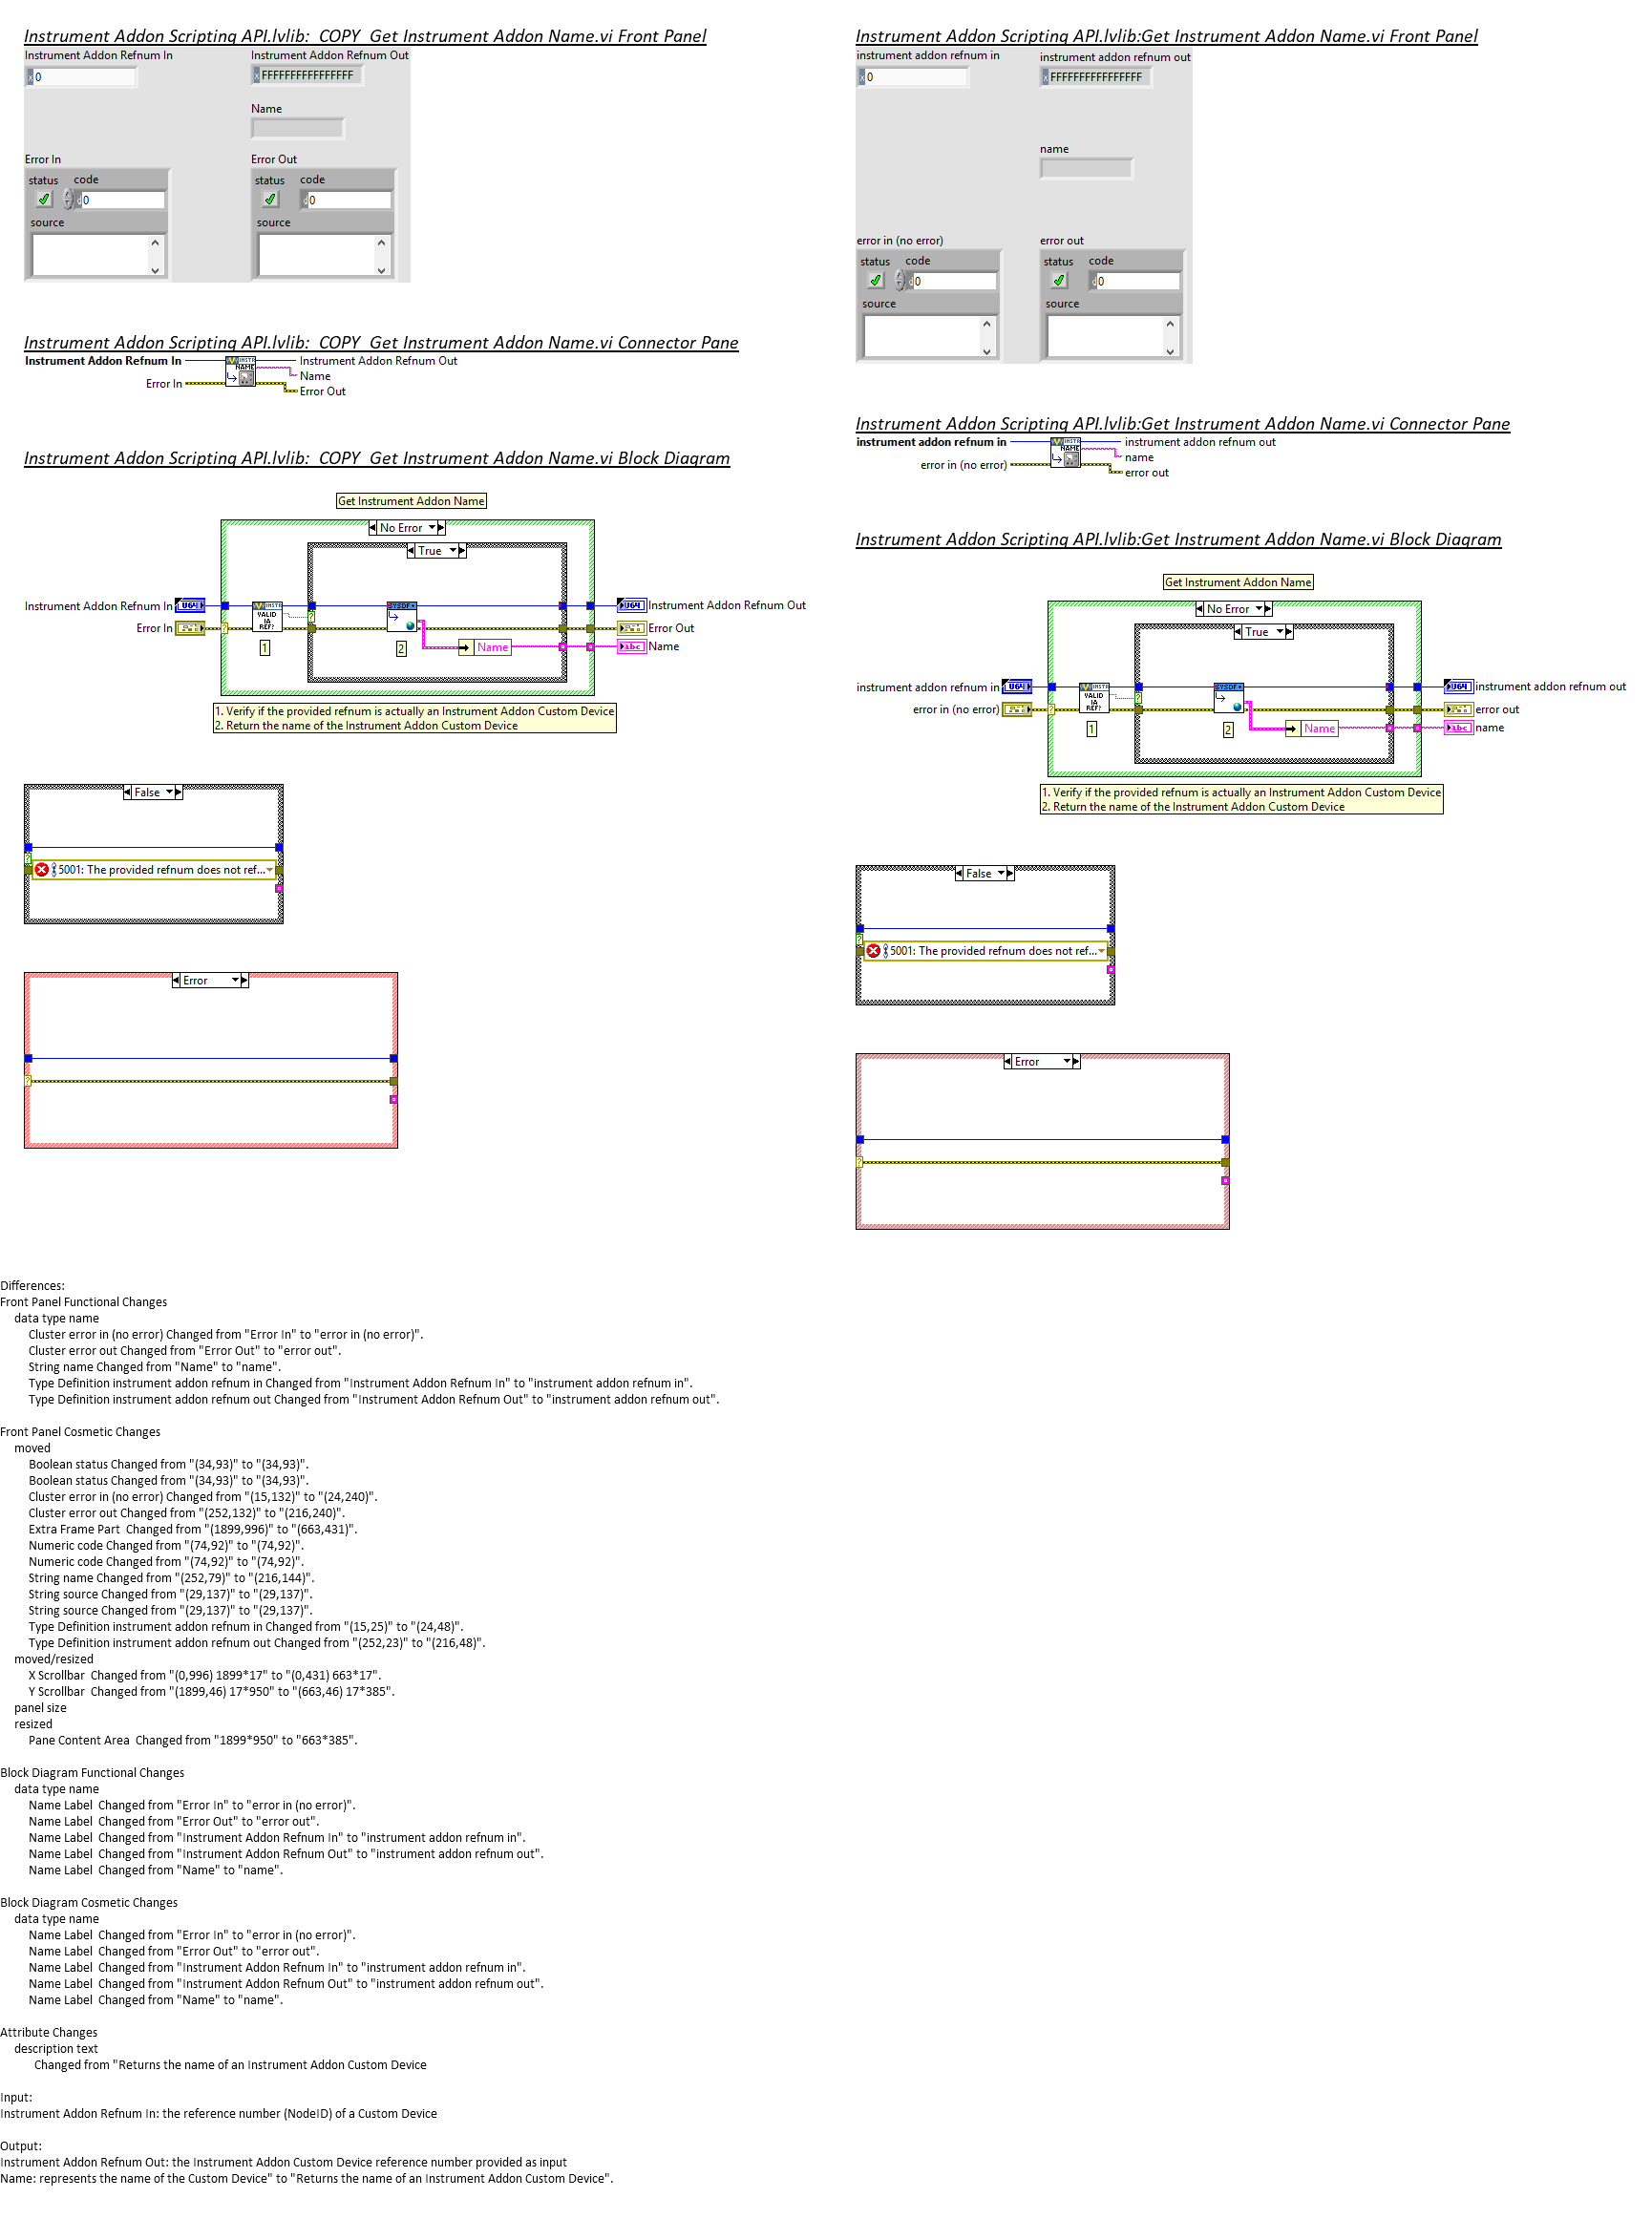 Instrument Addon Scripting API.lvlib:  COPY  Get Instrument Addon Name.vi Front Panel
Instrument Addon Refnum In
Instrument Addon Refnum Out
x 0
x FFFFFFFFFFFFFFFF
Name
Error In
Error Out
status code
status code
d 0
d 0
source
source
Instrument Addon Scripting API.lvlib:  COPY  Get Instrument Addon Name.vi Connector Pane
Instrument Addon Refnum In
INSTR
NAME
Instrument Addon Refnum Out
Name
Error In
Error Out
Instrument Addon Scripting API.lvlib:  COPY  Get Instrument Addon Name.vi Block Diagram
Get Instrument Addon Name
No Error
True
Instrument Addon Refnum In
U64
INSTR
VALID
IA
REF?
SYSDF
U64
Instrument Addon Refnum Out
Error In
?
?
Error Out
1
2
Name
abc
Name
1. Verify if the provided refnum is actually an Instrument Addon Custom Device
2. Return the name of the Instrument Addon Custom Device
False
?
5001: The provided refnum does not ref...
Error
?
Instrument Addon Scripting API.lvlib:Get Instrument Addon Name.vi Front Panel
instrument addon refnum in
instrument addon refnum out
x 0
x FFFFFFFFFFFFFFFF
name
error in (no error)
error out
status code
status code
d 0
d 0
source
source
Instrument Addon Scripting API.lvlib:Get Instrument Addon Name.vi Connector Pane
instrument addon refnum in
INSTR
NAME
instrument addon refnum out
name
error in (no error)
error out
Instrument Addon Scripting API.lvlib:Get Instrument Addon Name.vi Block Diagram
Get Instrument Addon Name
No Error
True
instrument addon refnum in
U64
INSTR
VALID
IA
REF?
SYSDF
U64
instrument addon refnum out
error in (no error)
?
?
error out
1
2
Name
abc
name
1. Verify if the provided refnum is actually an Instrument Addon Custom Device
2. Return the name of the Instrument Addon Custom Device
False
?
5001: The provided refnum does not ref...
Error
?
Differences:
Front Panel Functional Changes
data type name
Cluster error in (no error) Changed from "Error In" to "error in (no error)".
Cluster error out Changed from "Error Out" to "error out".
String name Changed from "Name" to "name".
Type Definition instrument addon refnum in Changed from "Instrument Addon Refnum In" to "instrument addon refnum in".
Type Definition instrument addon refnum out Changed from "Instrument Addon Refnum Out" to "instrument addon refnum out".
Front Panel Cosmetic Changes
moved
Boolean status Changed from "(34,93)" to "(34,93)".
Boolean status Changed from "(34,93)" to "(34,93)".
Cluster error in (no error) Changed from "(15,132)" to "(24,240)".
Cluster error out Changed from "(252,132)" to "(216,240)".
Extra Frame Part  Changed from "(1899,996)" to "(663,431)".
Numeric code Changed from "(74,92)" to "(74,92)".
Numeric code Changed from "(74,92)" to "(74,92)".
String name Changed from "(252,79)" to "(216,144)".
String source Changed from "(29,137)" to "(29,137)".
String source Changed from "(29,137)" to "(29,137)".
Type Definition instrument addon refnum in Changed from "(15,25)" to "(24,48)".
Type Definition instrument addon refnum out Changed from "(252,23)" to "(216,48)".
moved/resized
X Scrollbar  Changed from "(0,996) 1899*17" to "(0,431) 663*17".
Y Scrollbar  Changed from "(1899,46) 17*950" to "(663,46) 17*385".
panel size
resized
Pane Content Area  Changed from "1899*950" to "663*385".
Block Diagram Functional Changes
data type name
Name Label  Changed from "Error In" to "error in (no error)".
Name Label  Changed from "Error Out" to "error out".
Name Label  Changed from "Instrument Addon Refnum In" to "instrument addon refnum in".
Name Label  Changed from "Instrument Addon Refnum Out" to "instrument addon refnum out".
Name Label  Changed from "Name" to "name".
Block Diagram Cosmetic Changes
data type name
Name Label  Changed from "Error In" to "error in (no error)".
Name Label  Changed from "Error Out" to "error out".
Name Label  Changed from "Instrument Addon Refnum In" to "instrument addon refnum in".
Name Label  Changed from "Instrument Addon Refnum Out" to "instrument addon refnum out".
Name Label  Changed from "Name" to "name".
Attribute Changes
description text
Changed from "Returns the name of an Instrument Addon Custom Device
Input:
Instrument Addon Refnum In: the reference number (NodeID) of a Custom Device
Output:
Instrument Addon Refnum Out: the Instrument Addon Custom Device reference number provided as input
Name: represents the name of the Custom Device" to "Returns the name of an Instrument Addon Custom Device".